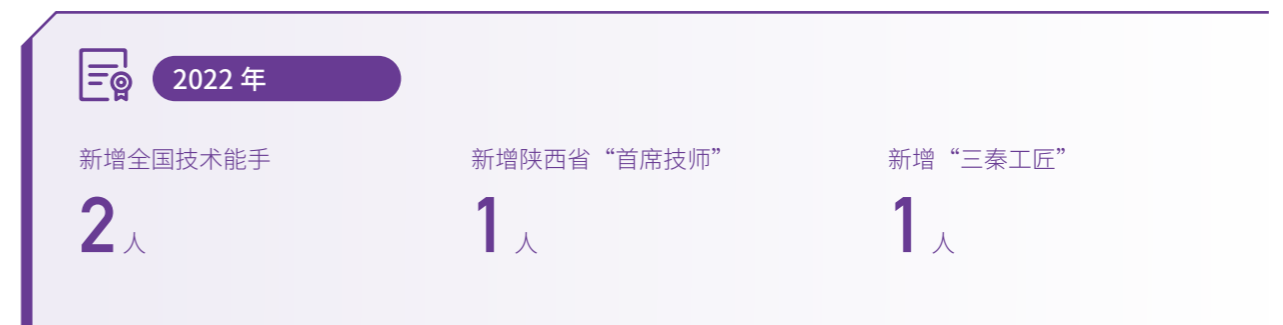 2022 年
新增全国技术能手
2 人
新增陕西省“首席技师”
1 人
新增“三秦工匠”
1 人